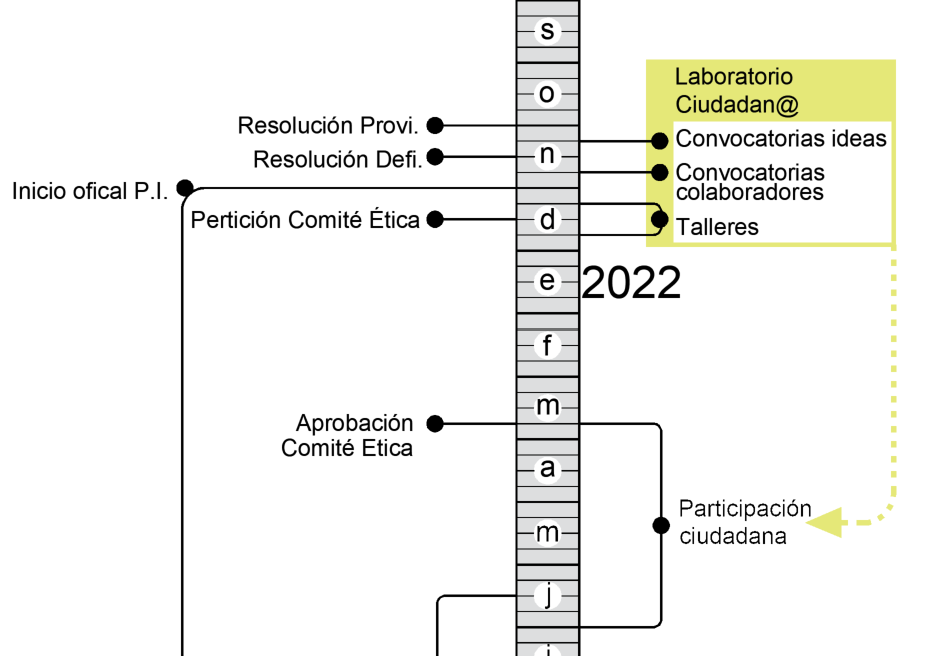 s
o
n
d
e
f
m
a
m
j
j
2022
Resolución Provi.
Resolución Defi.
Inicio ofical P.I.
Pertición Comité Ética
Aprobación
Comité Etica
Laboratorio
Ciudadan@
Convocatorias ideas
Convocatorias
colaboradores
Talleres
Participación
ciudadana